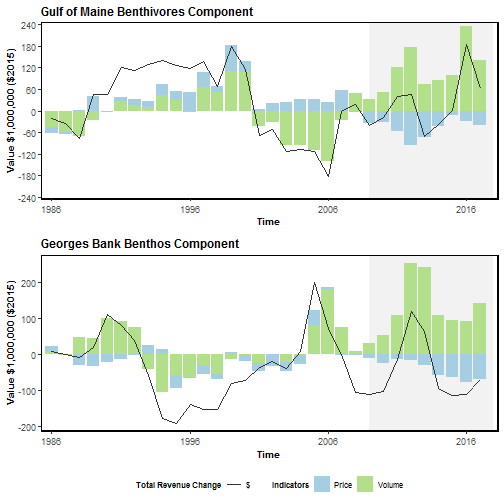 Gulf of Maine Benthivores Component
240
180
120
60
0
-60
-120
-180
-240
Value $1,000,000 ($2015)
1986 1996 2006 2016
Time
Georges Bank Benthos Component
200
100
0
-100
-200
Value $1,000,000 ($2015)
1986 1996 2006 2016
Time
Total Revenue Change $ Indicators Price Volume